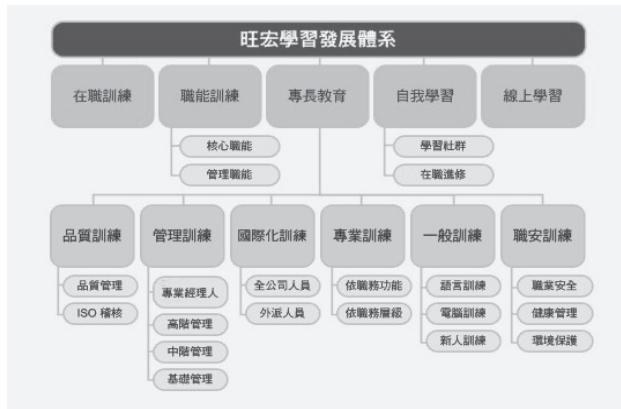 旺宏學習發展體系
在職訓練
職能訓練
專長教育
自我學習
線上學習
核心職能
管理職能
學習社群
在職進修
品質訓練
管理訓練
國際化訓練
專業訓練
一般訓練
職安訓練
品質管理
ISO 稽核
專業經理人
高階管理
中階管理
基礎管理
全公司人員
外派人員
依職務功能
依職務層級
語言訓練
電腦訓練
新人訓練
職業安全
健康管理
環境保護